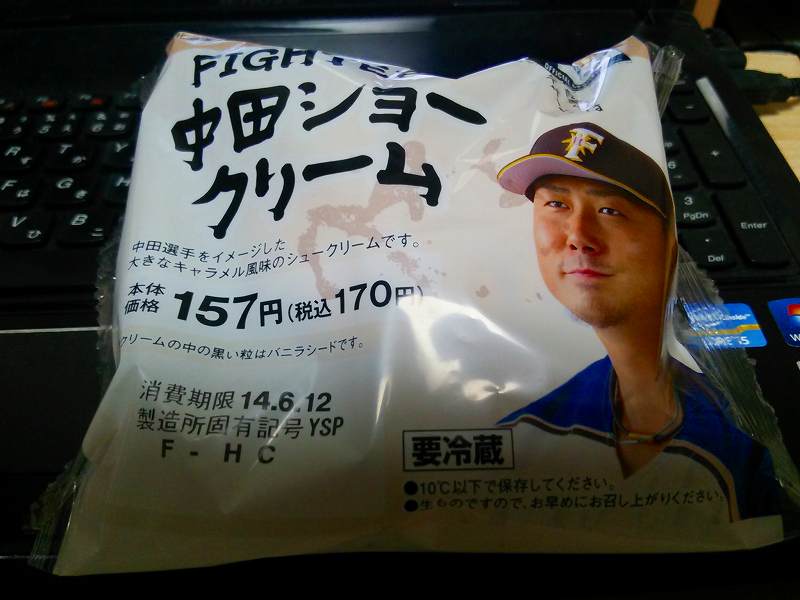 FIGHTE
中田ショー
クリーム
中田選手をイメージした
大きなキャラメル風味のシュークリームです。
本体
価格 157円(税込170円)
クリームの中の黒い粒はバニラシードです。
消費期限 14.6.12
製造所固有記号 YSP
F - H C
要冷蔵
●10℃以下で保存してください。
●生ものですので、お早めにお召し上がりください。
F
3
PgDn
Enter
Del